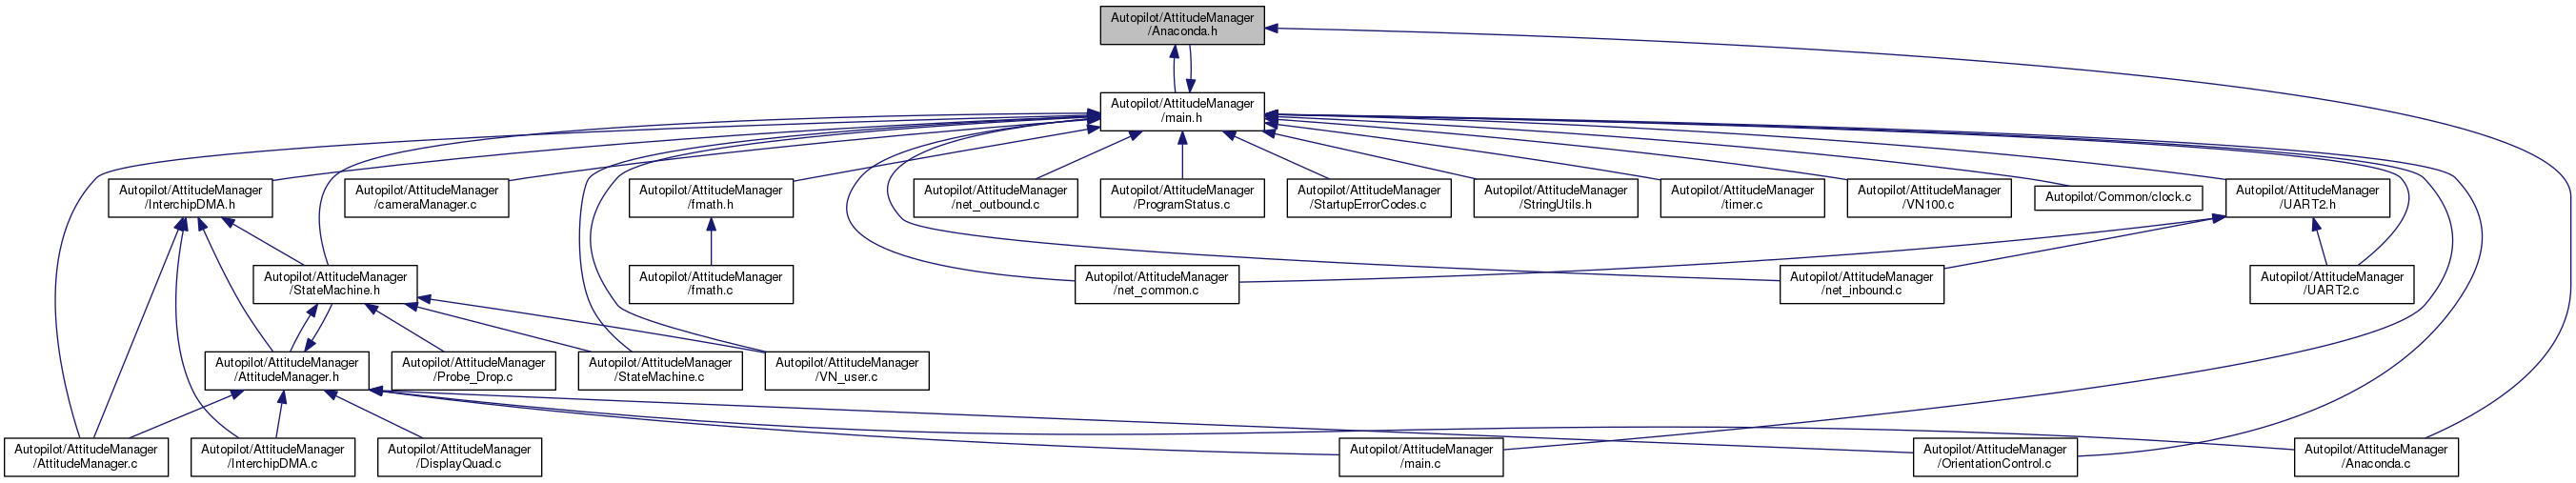 Autopilot/AttitudeManager
/Anaconda.h
Autopilot/AttitudeManager
/main.h
Autopilot/AttitudeManager
/InterchipDMA.h
Autopilot/AttitudeManager
/cameraManager.c
Autopilot/AttitudeManager
/fmath.h
Autopilot/AttitudeManager
/net_outbound.c
Autopilot/AttitudeManager
/ProgramStatus.c
Autopilot/AttitudeManager
/StartupErrorCodes.c
Autopilot/AttitudeManager
/StringUtils.h
Autopilot/AttitudeManager
/timer.c
Autopilot/AttitudeManager
/VN100.c
Autopilot/Common/clock.c
Autopilot/AttitudeManager
/UART2.h
Autopilot/AttitudeManager
/StateMachine.h
Autopilot/AttitudeManager
/fmath.c
Autopilot/AttitudeManager
/net_common.c
Autopilot/AttitudeManager
/net_inbound.c
Autopilot/AttitudeManager
/UART2.c
Autopilot/AttitudeManager
/AttitudeManager.h
Autopilot/AttitudeManager
/Probe_Drop.c
Autopilot/AttitudeManager
/StateMachine.c
Autopilot/AttitudeManager
/VN_user.c
Autopilot/AttitudeManager
/AttitudeManager.c
Autopilot/AttitudeManager
/InterchipDMA.c
Autopilot/AttitudeManager
/DisplayQuad.c
Autopilot/AttitudeManager
/main.c
Autopilot/AttitudeManager
/OrientationControl.c
Autopilot/AttitudeManager
/Anaconda.c